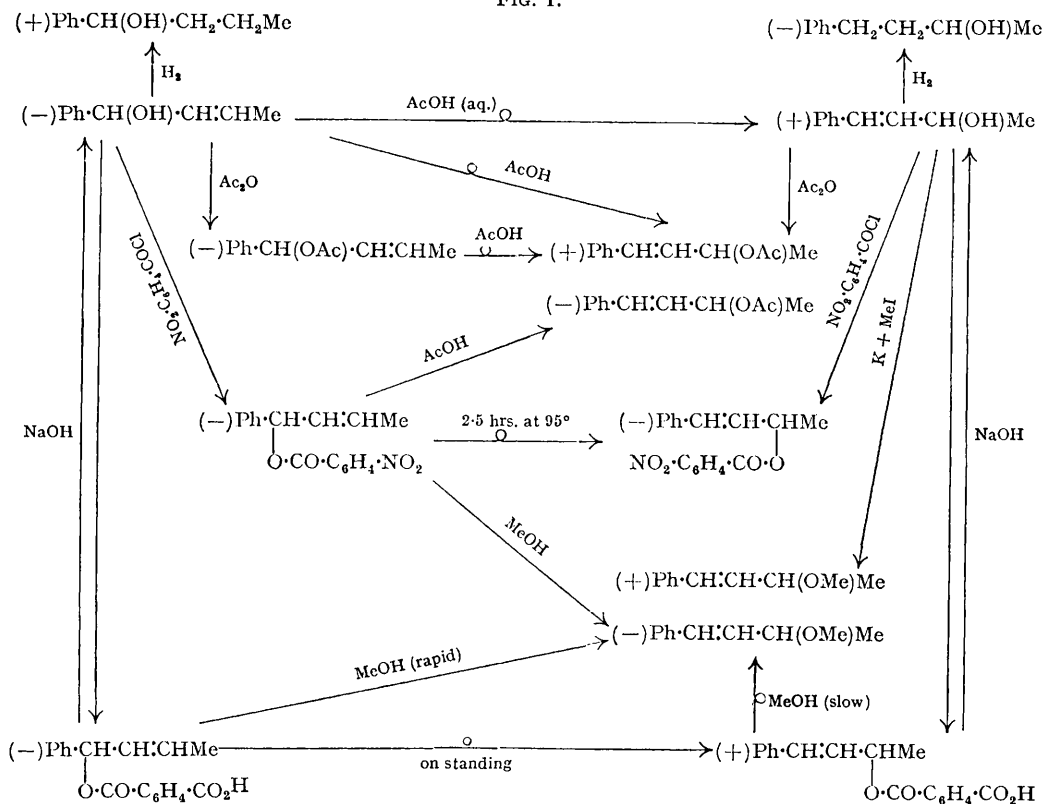 FIG. 1.
(+)Ph·CH(OH)·CH₂·CH₂Me
(—)Ph·CH₂·CH₂·CH(OH)Me
H₂
H₂
(—)Ph·CH(OH)·CH:CHMe
AcOH (aq.)
(+)Ph·CH:CH·CH(OH)Me
Ac₂O
AcOH
Ac₂O
(—)Ph·CH(OAc)·CH:CHMe
AcOH
(+)Ph·CH:CH·CH(OAc)Me
(—)Ph·CH:CH·CH(OAc)Me
NO₂·C₆H₄·COCl
NO₂·C₆H₄·COCl
K + MeI
AcOH
NaOH
(—)Ph·CH·CH:CHMe
2·5 hrs. at 95°
(—)Ph·CH:CH·CHMe
NaOH
O·CO·C₆H₄·NO₂
NO₂·C₆H₄·CO·O
MeOH
(+)Ph·CH:CH·CH(OMe)Me
(—)Ph·CH:CH·CH(OMe)Me
MeOH (rapid)
MeOH (slow)
(—)Ph·CH·CH:CHMe
on standing
(+)Ph·CH:CH·CHMe
O·CO·C₆H₄·CO₂H
O·CO·C₆H₄·CO₂H